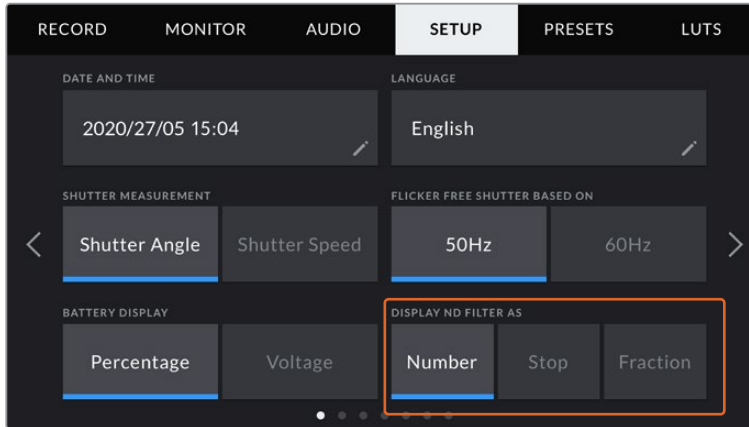 RECORD MONITOR AUDIO SETUP PRESETS LUTS
DATE AND TIME LANGUAGE
2020/27/05 15:04 English
SHUTTER MEASUREMENT FLICKER FREE SHUTTER BASED ON
Shutter Angle Shutter Speed 50Hz 60Hz
BATTERY DISPLAY DISPLAY ND FILTER AS
Percentage Voltage Number Stop Fraction